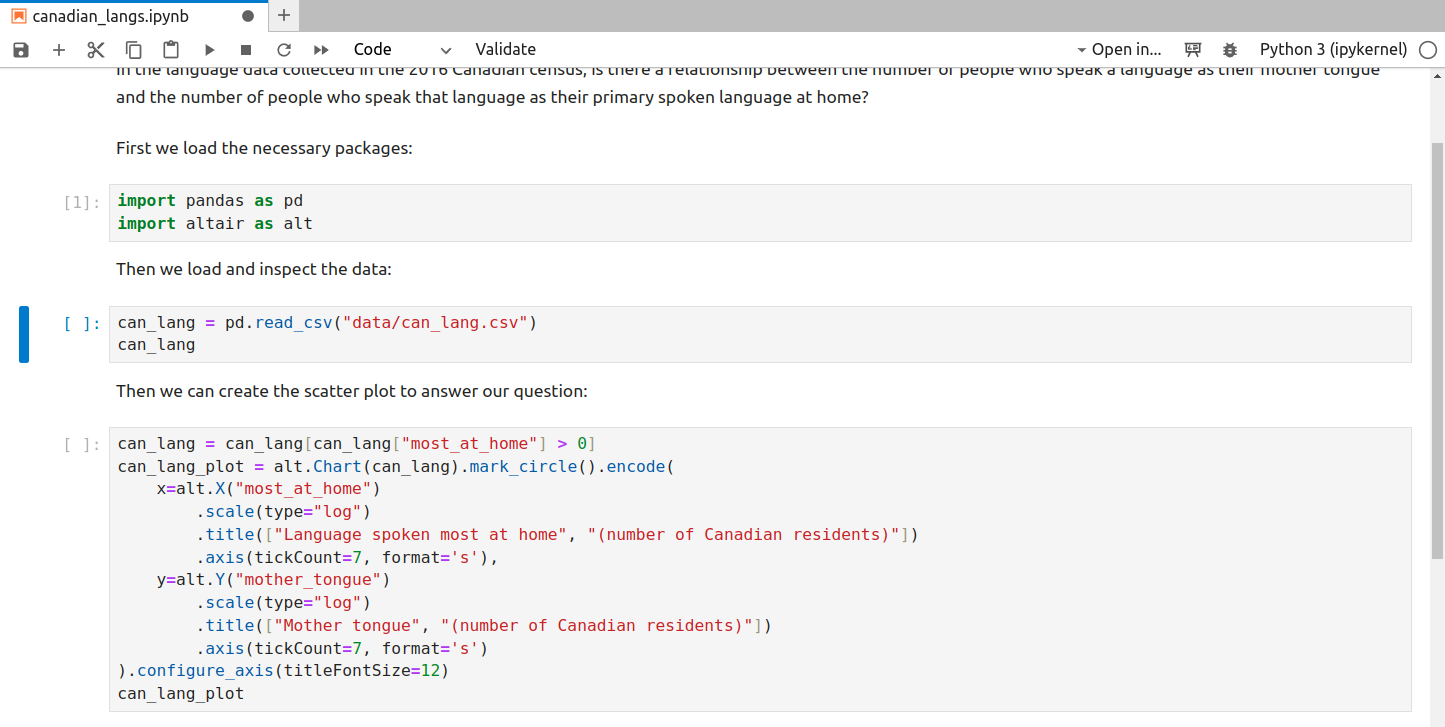 canadian_langs.ipynb
Code
Validate
Open in...
Python 3 (ipykernel)
In the language data collected in the 2016 Canadian census, is there a relationship between the number of people who speak a language as their mother tongue
and the number of people who speak that language as their primary spoken language at home?
First we load the necessary packages:
[1]:
import pandas as pd
import altair as alt
Then we load and inspect the data:
[ ]:
can_lang = pd.read_csv("data/can_lang.csv")
can_lang
Then we can create the scatter plot to answer our question:
[ ]:
can_lang = can_lang[can_lang["most_at_home"] > 0]
can_lang_plot = alt.Chart(can_lang).mark_circle().encode(
    x=alt.X("most_at_home")
        .scale(type="log")
        .title(["Language spoken most at home", "(number of Canadian residents)"])
        .axis(tickCount=7, format='s'),
    y=alt.Y("mother_tongue")
        .scale(type="log")
        .title(["Mother tongue", "(number of Canadian residents)"])
        .axis(tickCount=7, format='s')
).configure_axis(titleFontSize=12)
can_lang_plot